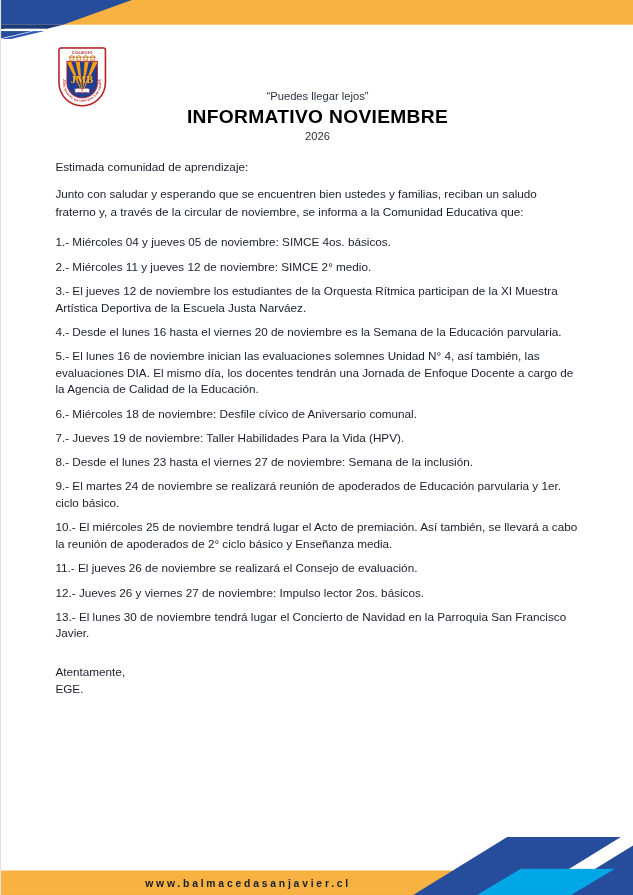 COLEGIO
JMB
“Puedes llegar lejos”
INFORMATIVO NOVIEMBRE
2026
Estimada comunidad de aprendizaje:
Junto con saludar y esperando que se encuentren bien ustedes y familias, reciban un saludo
fraterno y, a través de la circular de noviembre, se informa a la Comunidad Educativa que:
1.- Miércoles 04 y jueves 05 de noviembre: SIMCE 4os. básicos.
2.- Miércoles 11 y jueves 12 de noviembre: SIMCE 2° medio.
3.- El jueves 12 de noviembre los estudiantes de la Orquesta Rítmica participan de la XI Muestra
Artística Deportiva de la Escuela Justa Narváez.
4.- Desde el lunes 16 hasta el viernes 20 de noviembre es la Semana de la Educación parvularia.
5.- El lunes 16 de noviembre inician las evaluaciones solemnes Unidad N° 4, así también, las
evaluaciones DIA. El mismo día, los docentes tendrán una Jornada de Enfoque Docente a cargo de
la Agencia de Calidad de la Educación.
6.- Miércoles 18 de noviembre: Desfile cívico de Aniversario comunal.
7.- Jueves 19 de noviembre: Taller Habilidades Para la Vida (HPV).
8.- Desde el lunes 23 hasta el viernes 27 de noviembre: Semana de la inclusión.
9.- El martes 24 de noviembre se realizará reunión de apoderados de Educación parvularia y 1er.
ciclo básico.
10.- El miércoles 25 de noviembre tendrá lugar el Acto de premiación. Así también, se llevará a cabo
la reunión de apoderados de 2° ciclo básico y Enseñanza media.
11.- El jueves 26 de noviembre se realizará el Consejo de evaluación.
12.- Jueves 26 y viernes 27 de noviembre: Impulso lector 2os. básicos.
13.- El lunes 30 de noviembre tendrá lugar el Concierto de Navidad en la Parroquia San Francisco
Javier.
Atentamente,
EGE.
www.balmacedasanjavier.cl